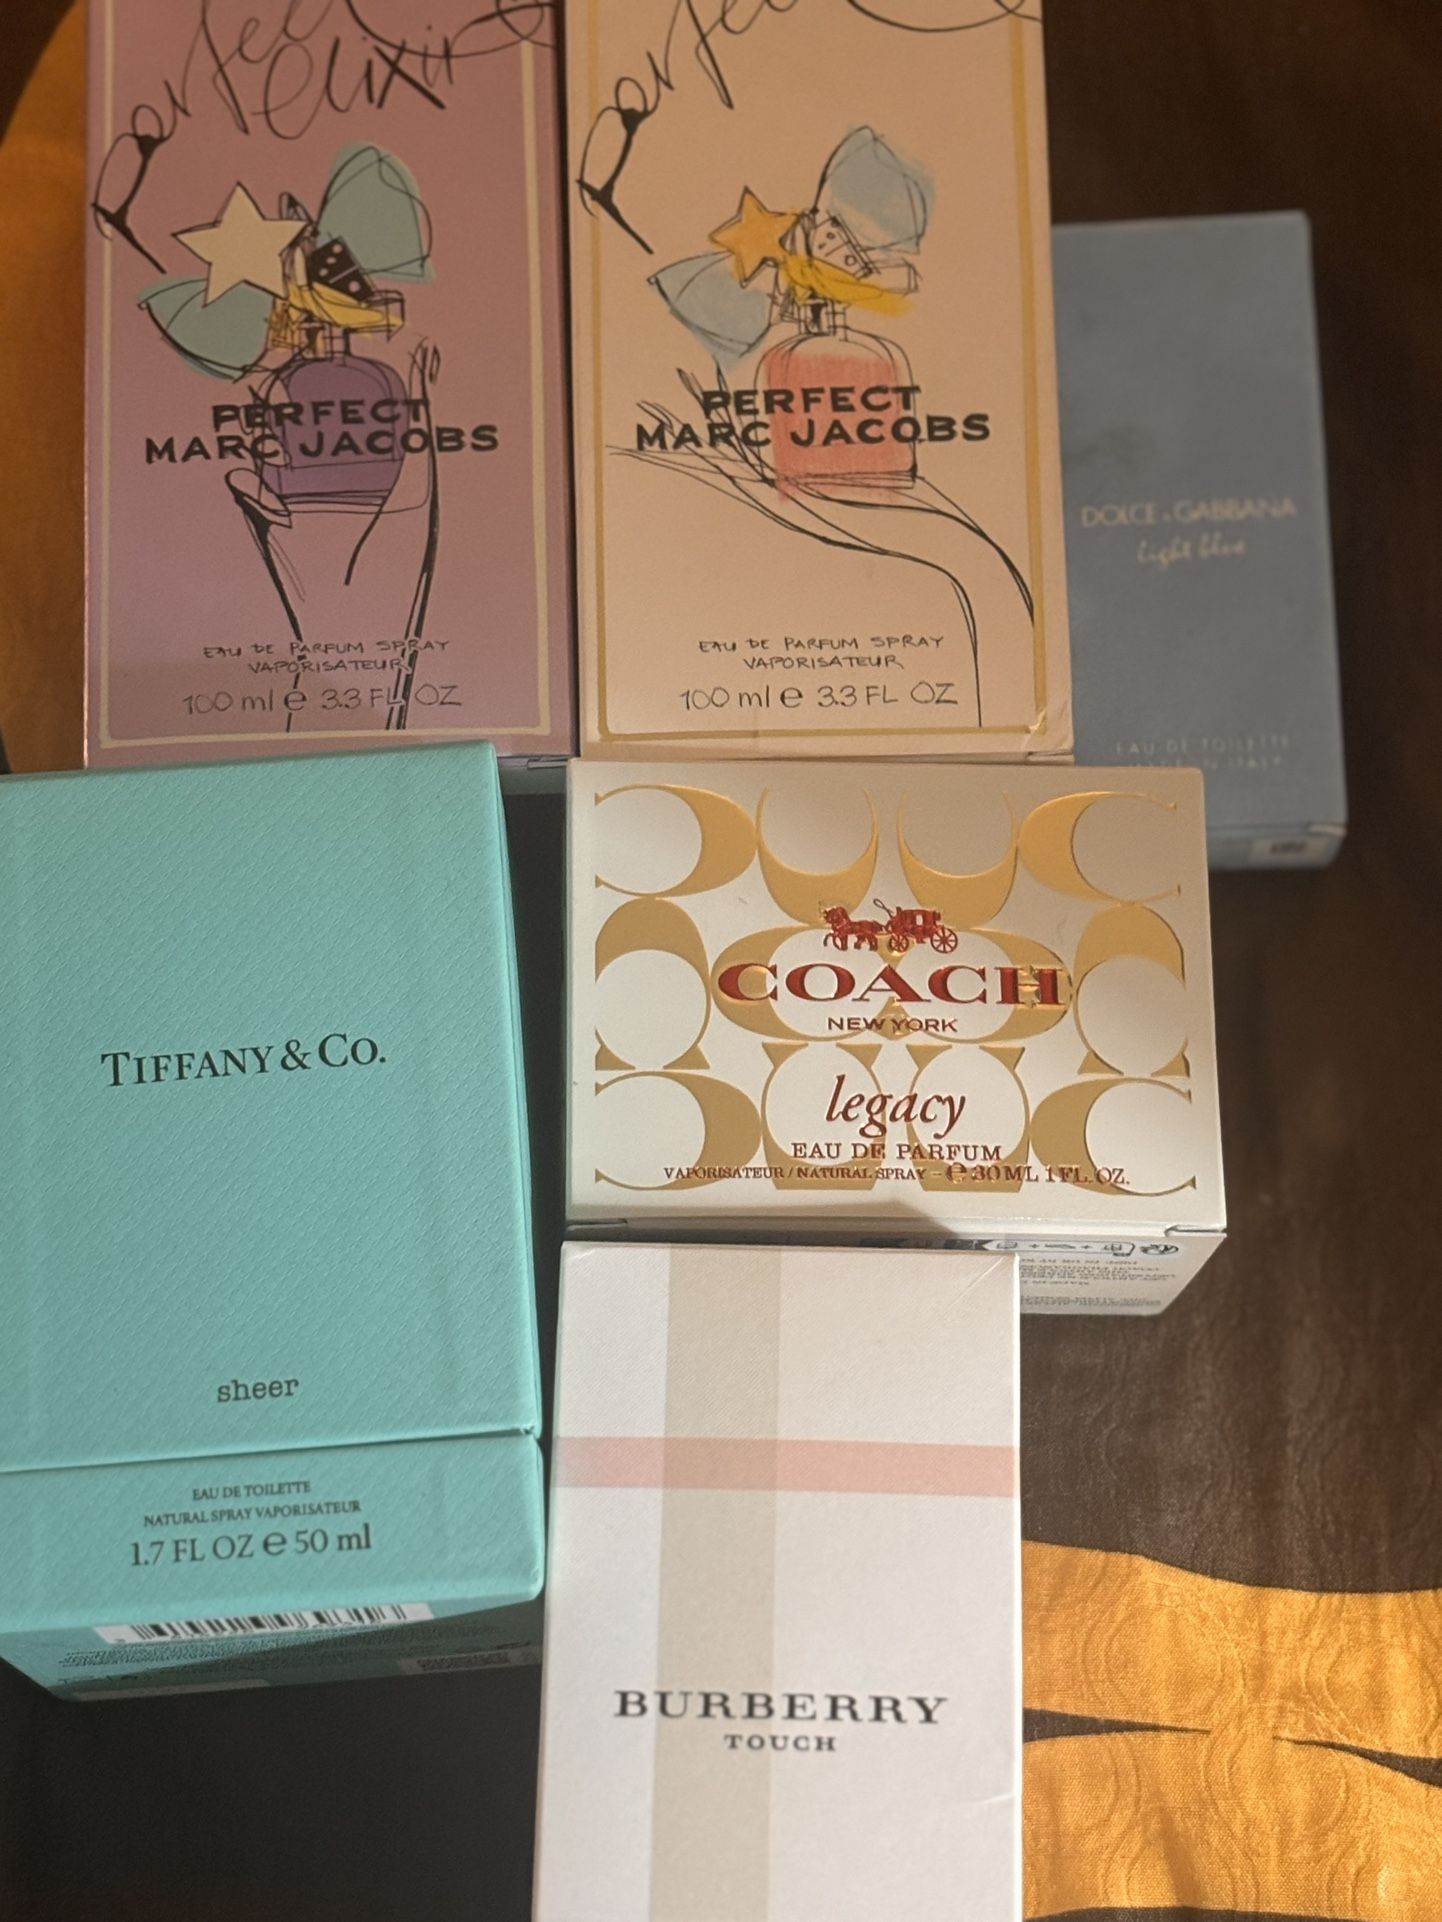 Perfect
elixir
PERFECT
MARC JACOBS
EAU DE PARFUM SPRAY
VAPORISATEUR
100 ml e 3.3 FL OZ
Perfect
PERFECT
MARC JACOBS
EAU DE PARFUM SPRAY
VAPORISATEUR
100 ml e 3.3 FL OZ
DOLCE & GABBANA
light blue
EAU DE TOILETTE
MADE IN ITALY
TIFFANY & CO.
sheer
EAU DE TOILETTE
NATURAL SPRAY VAPORISATEUR
1.7 FL OZ e 50 ml
COACH
NEW YORK
legacy
EAU DE PARFUM
VAPORISATEUR / NATURAL SPRAY - e 30 ML 1 FL. OZ.
BURBERRY
TOUCH